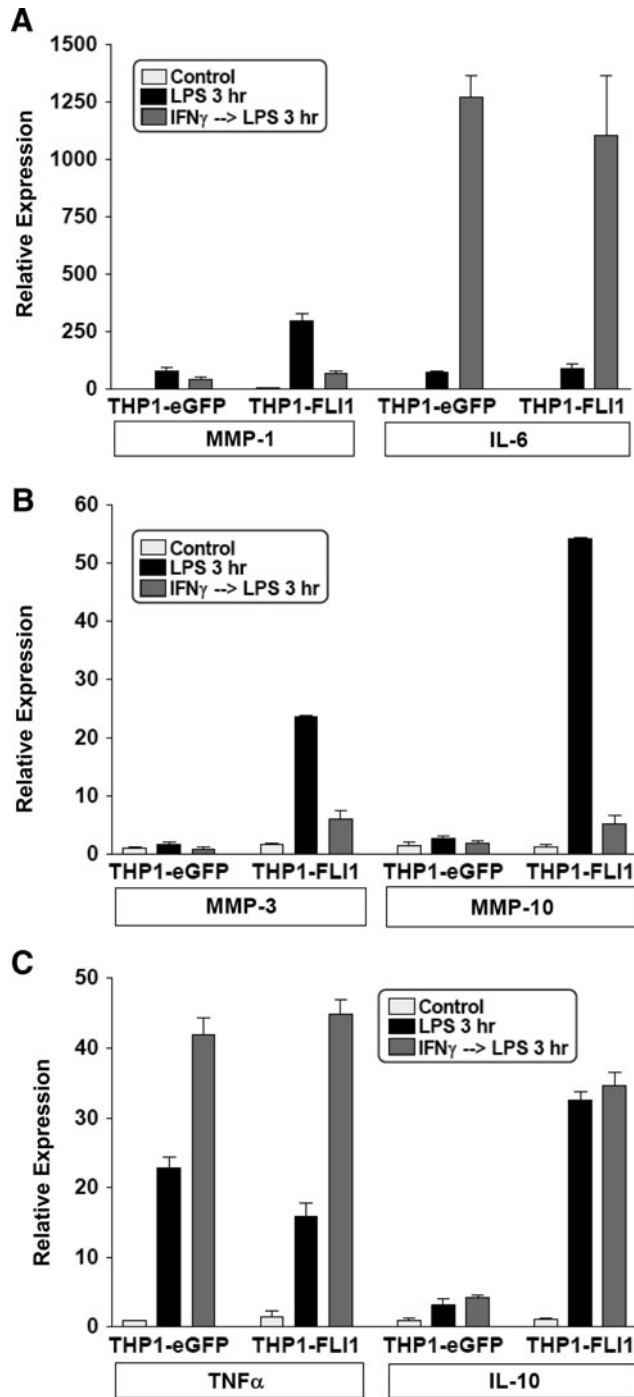 A
1500
1250
1000
750
500
250
0
Relative Expression
Control
LPS 3 hr
IFNγ --> LPS 3 hr
THP1-eGFP THP1-FLI1 THP1-eGFP THP1-FLI1
MMP-1 IL-6
B
60
50
40
30
20
10
0
Relative Expression
Control
LPS 3 hr
IFNγ --> LPS 3 hr
THP1-eGFP THP1-FLI1 THP1-eGFP THP1-FLI1
MMP-3 MMP-10
C
50
40
30
20
10
0
Relative Expression
Control
LPS 3 hr
IFNγ --> LPS 3 hr
THP1-eGFP THP1-FLI1 THP1-eGFP THP1-FLI1
TNFα IL-10